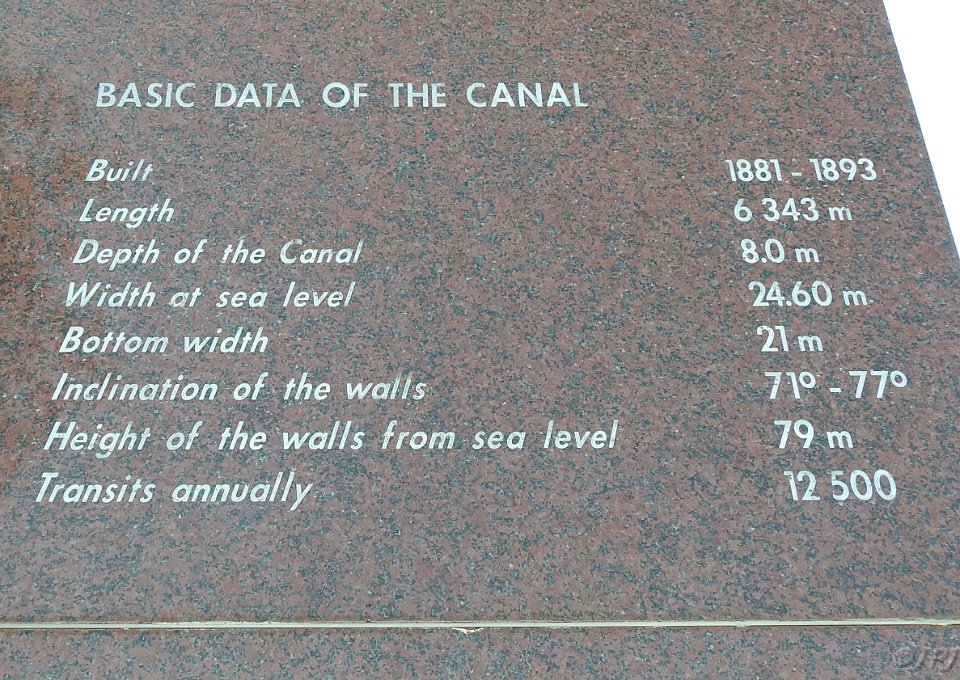 BASIC DATA OF THE CANAL
Built 1881 - 1893
Length 6 343 m
Depth of the Canal 8.0 m
Width at sea level 24.60 m
Bottom width 21 m
Inclination of the walls 71º - 77º
Height of the walls from sea level 79 m
Transits annually 12 500